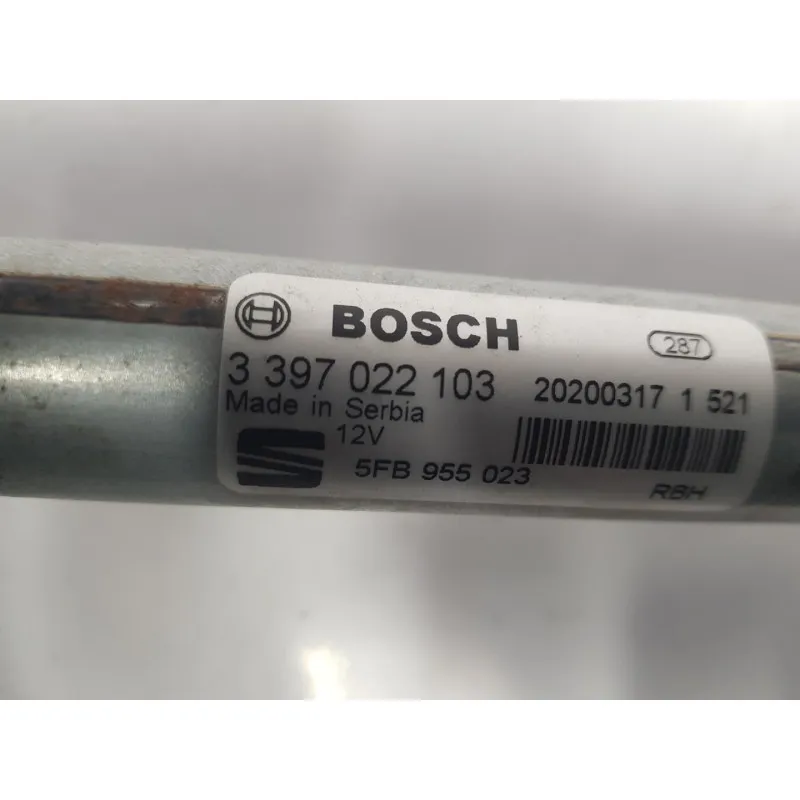 BOSCH 287
3 397 022 103 20200317 1 521
Made in Serbia
12V
5FB 955 023
RBH